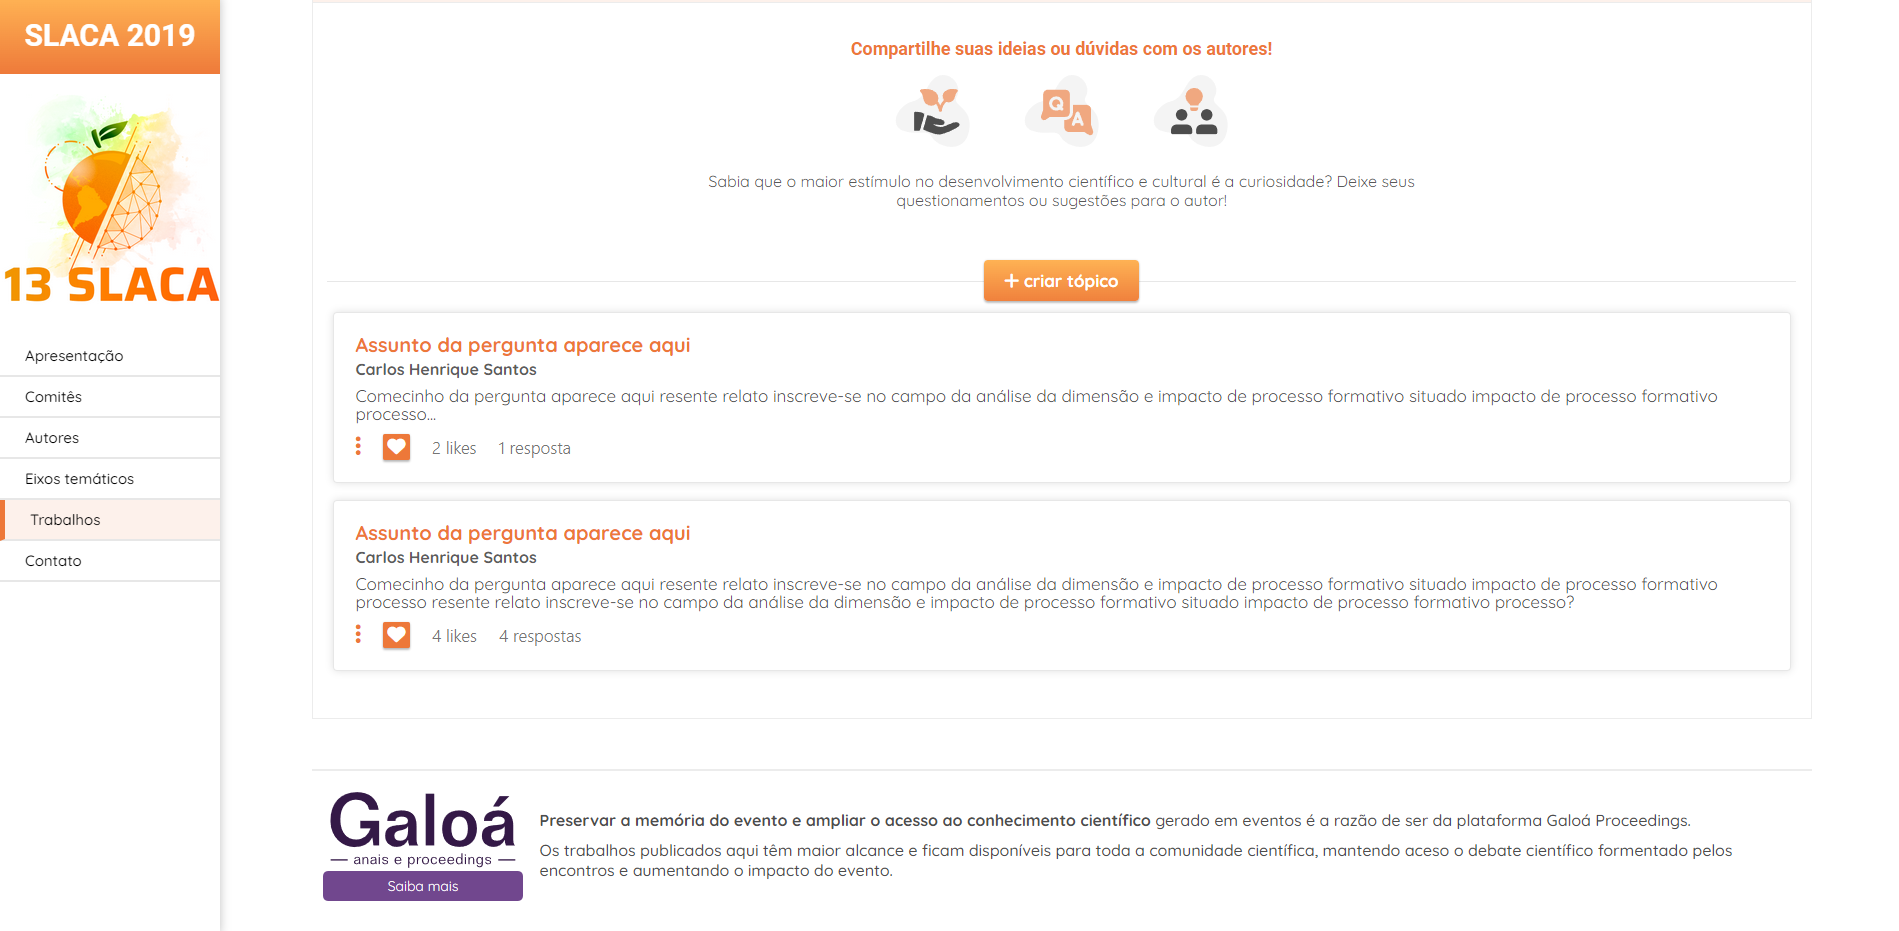 SLACA 2019
13 SLACA
Apresentação
Comitês
Autores
Eixos temáticos
Trabalhos
Contato
Compartilhe suas ideias ou dúvidas com os autores!
Q
A
Sabia que o maior estímulo no desenvolvimento científico e cultural é a curiosidade? Deixe seus
questionamentos ou sugestões para o autor!
+ criar tópico
Assunto da pergunta aparece aqui
Carlos Henrique Santos
Comecinho da pergunta aparece aqui resente relato inscreve-se no campo da análise da dimensão e impacto de processo formativo situado impacto de processo formativo
processo...
2 likes 1 resposta
Assunto da pergunta aparece aqui
Carlos Henrique Santos
Comecinho da pergunta aparece aqui resente relato inscreve-se no campo da análise da dimensão e impacto de processo formativo situado impacto de processo formativo
processo resente relato inscreve-se no campo da análise da dimensão e impacto de processo formativo situado impacto de processo formativo processo?
4 likes 4 respostas
Galoá
anais e proceedings
Saiba mais
Preservar a memória do evento e ampliar o acesso ao conhecimento científico gerado em eventos é a razão de ser da plataforma Galoá Proceedings.
Os trabalhos publicados aqui têm maior alcance e ficam disponíveis para toda a comunidade científica, mantendo aceso o debate científico formentado pelos
encontros e aumentando o impacto do evento.